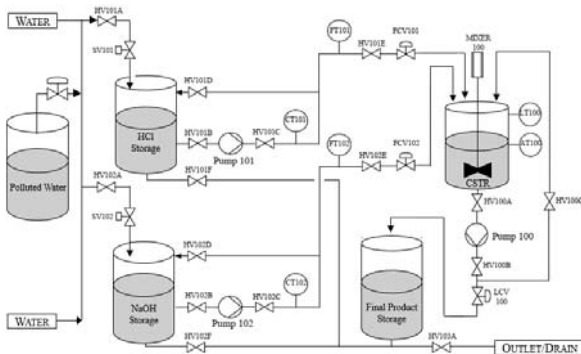 WATER
HV101A
SV101
HV101D
HCl
Storage
HV101B
HV101C
Pump 101
CT101
HV101F
FT101
HV101E
FCV101
MIXER
100
LT100
AT100
CSTR
HV100A
HV100C
Pump 100
HV100B
LCV
100
Polluted Water
HV102A
SV102
HV102D
NaOH
Storage
HV102B
HV102C
Pump 102
CT102
HV102F
FT102
HV102E
FCV102
Final Product
Storage
HV103A
WATER
OUTLET/DRAIN